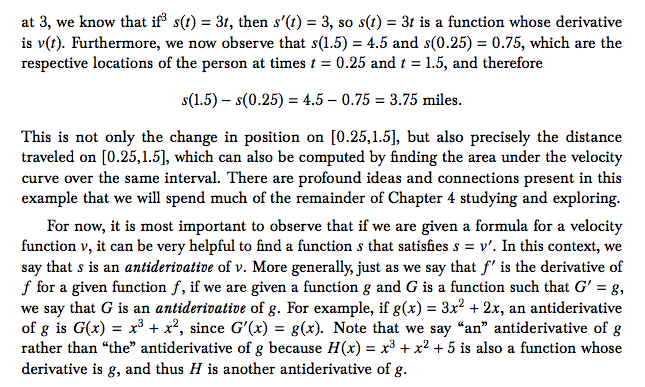 at 3, we know that if³ s(t) = 3t, then s′(t) = 3, so s(t) = 3t is a function whose derivative
is v(t). Furthermore, we now observe that s(1.5) = 4.5 and s(0.25) = 0.75, which are the
respective locations of the person at times t = 0.25 and t = 1.5, and therefore
s(1.5) − s(0.25) = 4.5 − 0.75 = 3.75 miles.
This is not only the change in position on [0.25,1.5], but also precisely the distance
traveled on [0.25,1.5], which can also be computed by finding the area under the velocity
curve over the same interval. There are profound ideas and connections present in this
example that we will spend much of the remainder of Chapter 4 studying and exploring.
For now, it is most important to observe that if we are given a formula for a velocity
function v, it can be very helpful to find a function s that satisfies s = v′. In this context, we
say that s is an antiderivative of v. More generally, just as we say that f′ is the derivative of
f for a given function f, if we are given a function g and G is a function such that G′ = g,
we say that G is an antiderivative of g. For example, if g(x) = 3x² + 2x, an antiderivative
of g is G(x) = x³ + x², since G′(x) = g(x). Note that we say “an” antiderivative of g
rather than “the” antiderivative of g because H(x) = x³ + x² + 5 is also a function whose
derivative is g, and thus H is another antiderivative of g.